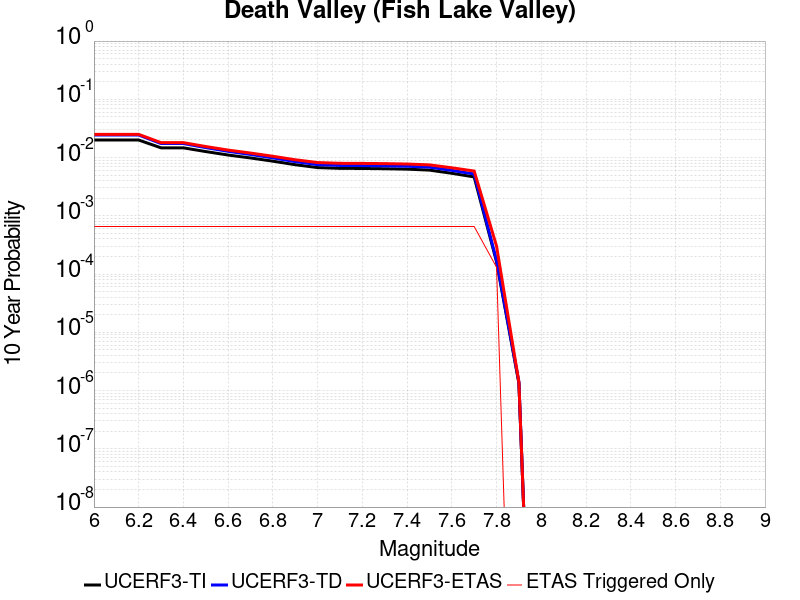 Death Valley (Fish Lake Valley)
10^0
10^-1
10^-2
10^-3
10^-4
10^-5
10^-6
10^-7
10^-8
10 Year Probability
6 6.2 6.4 6.6 6.8 7 7.2 7.4 7.6 7.8 8 8.2 8.4 8.6 8.8 9
Magnitude
UCERF3-TI UCERF3-TD UCERF3-ETAS ETAS Triggered Only